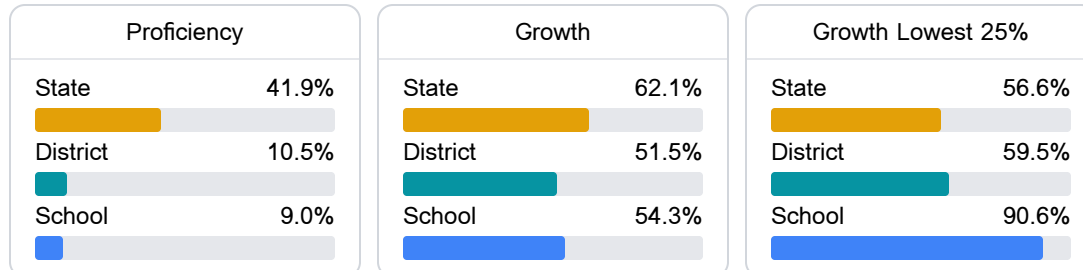 Proficiency
State 41.9%
District 10.5%
School 9.0%
Growth
State 62.1%
District 51.5%
School 54.3%
Growth Lowest 25%
State 56.6%
District 59.5%
School 90.6%